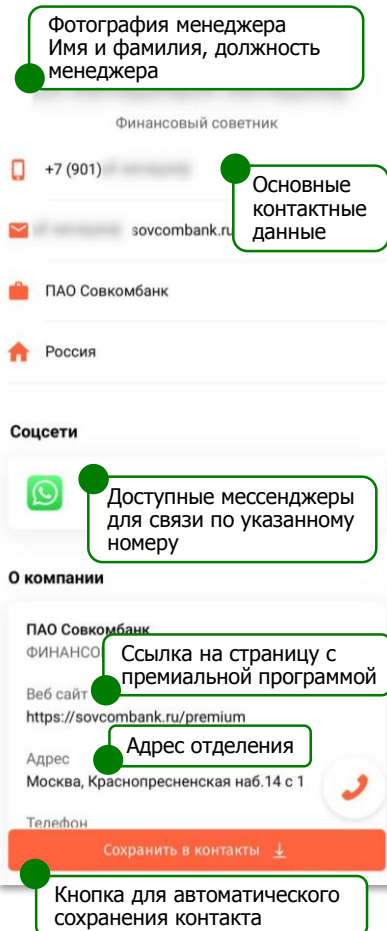 Фотография менеджера
Имя и фамилия, должность
менеджера
Финансовый советник
+7 (901)
Основные
контактные
данные
sovcombank.ru
ПАО Совкомбанк
Россия
Соцсети
Доступные мессенджеры
для связи по указанному
номеру
О компании
ПАО Совкомбанк
Ссылка на страницу с
премиальной программой
Веб сайт
https://sovcombank.ru/premium
Адрес отделения
Адрес
Москва, Краснопресненская наб.14 с 1
Телефон
Сохранить в контакты
Кнопка для автоматического
сохранения контакта